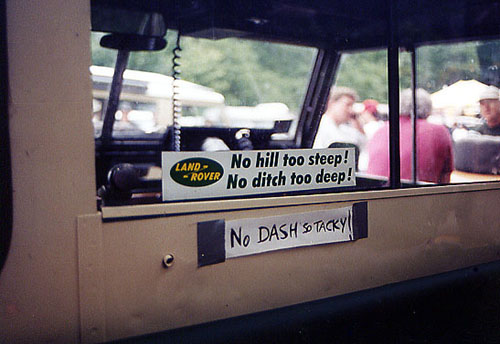 LAND-
-ROVER
No hill too steep!
No ditch too deep!
No DASH SO TACKY!